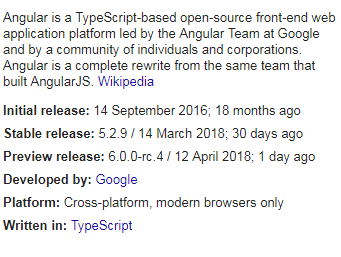 Angular is a TypeScript-based open-source front-end web
application platform led by the Angular Team at Google
and by a community of individuals and corporations.
Angular is a complete rewrite from the same team that
built AngularJS. Wikipedia
Initial release: 14 September 2016; 18 months ago
Stable release: 5.2.9 / 14 March 2018; 30 days ago
Preview release: 6.0.0-rc.4 / 12 April 2018; 1 day ago
Developed by: Google
Platform: Cross-platform, modern browsers only
Written in: TypeScript